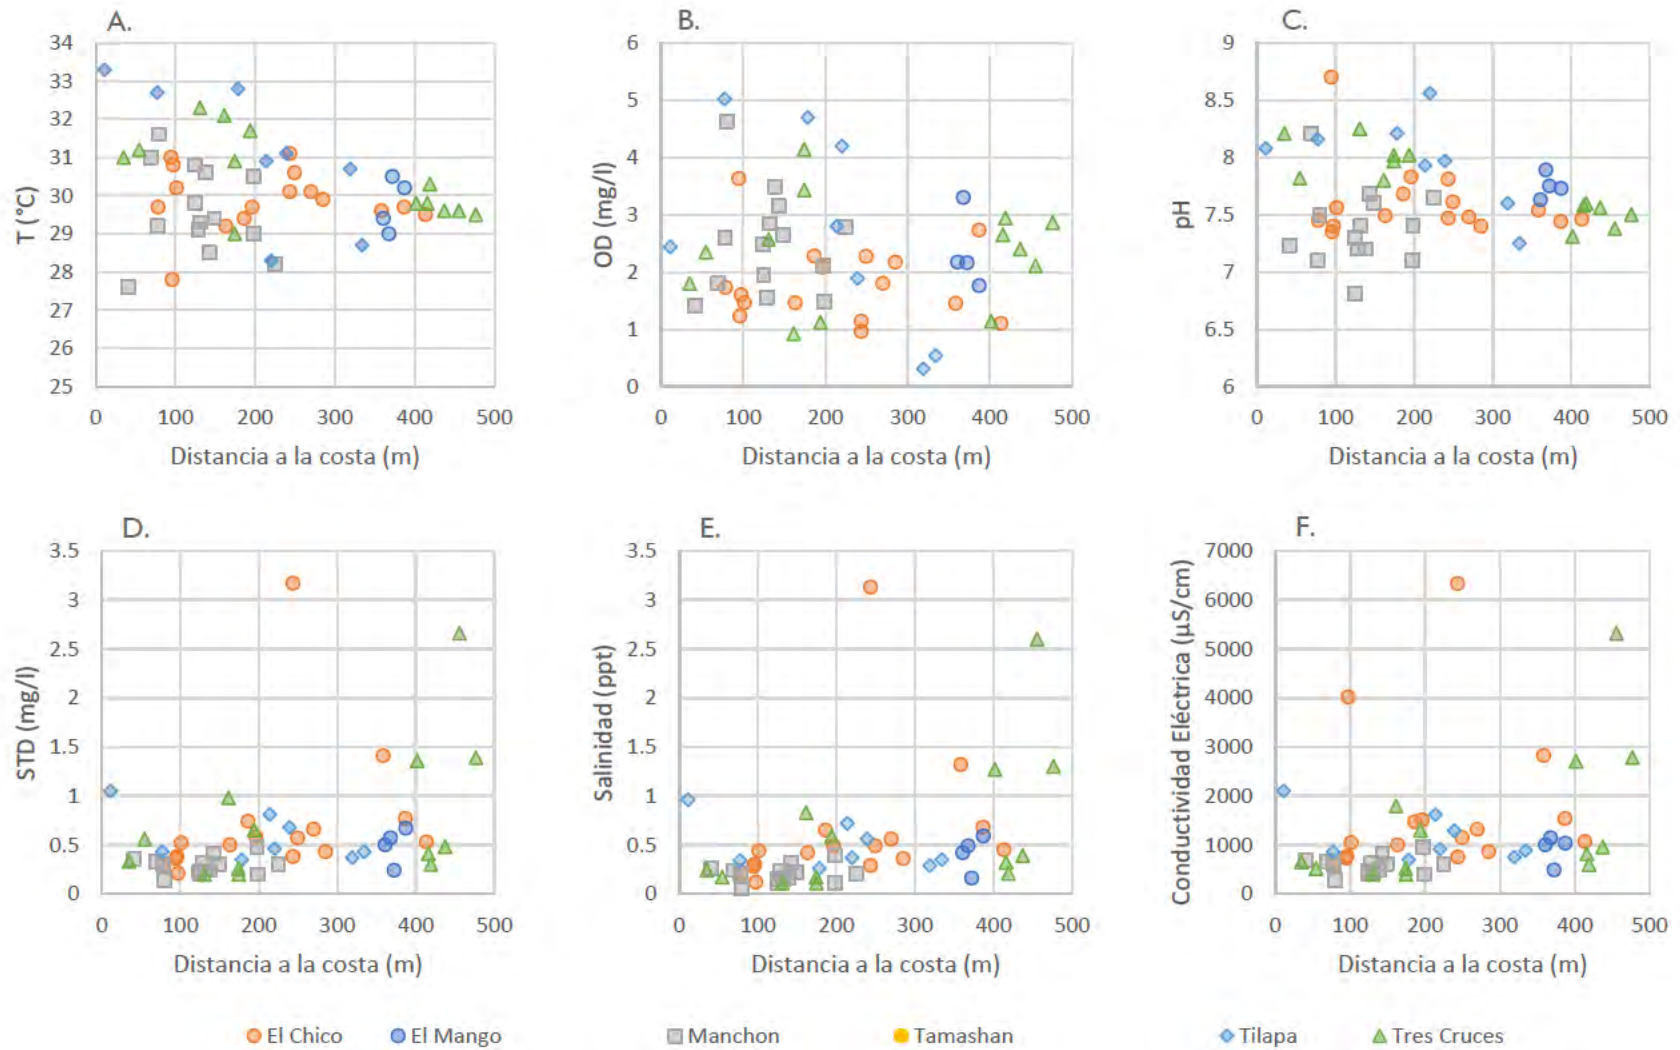 A.
34
33
32
31
30
29
28
27
26
25
T (°C)
0 100 200 300 400 500
Distancia a la costa (m)
B.
6
5
4
3
2
1
0
OD (mg/l)
0 100 200 300 400 500
Distancia a la costa (m)
C.
9
8.5
8
7.5
7
6.5
6
pH
0 100 200 300 400 500
Distancia a la costa (m)
D.
3.5
3
2.5
2
1.5
1
0.5
0
STD (mg/l)
0 100 200 300 400 500
Distancia a la costa (m)
E.
3.5
3
2.5
2
1.5
1
0.5
0
Salinidad (ppt)
0 100 200 300 400 500
Distancia a la costa (m)
F.
7000
6000
5000
4000
3000
2000
1000
0
Conductividad Eléctrica (µS/cm)
0 100 200 300 400 500
Distancia a la costa (m)
El Chico El Mango Manchon Tamashan Tilapa Tres Cruces